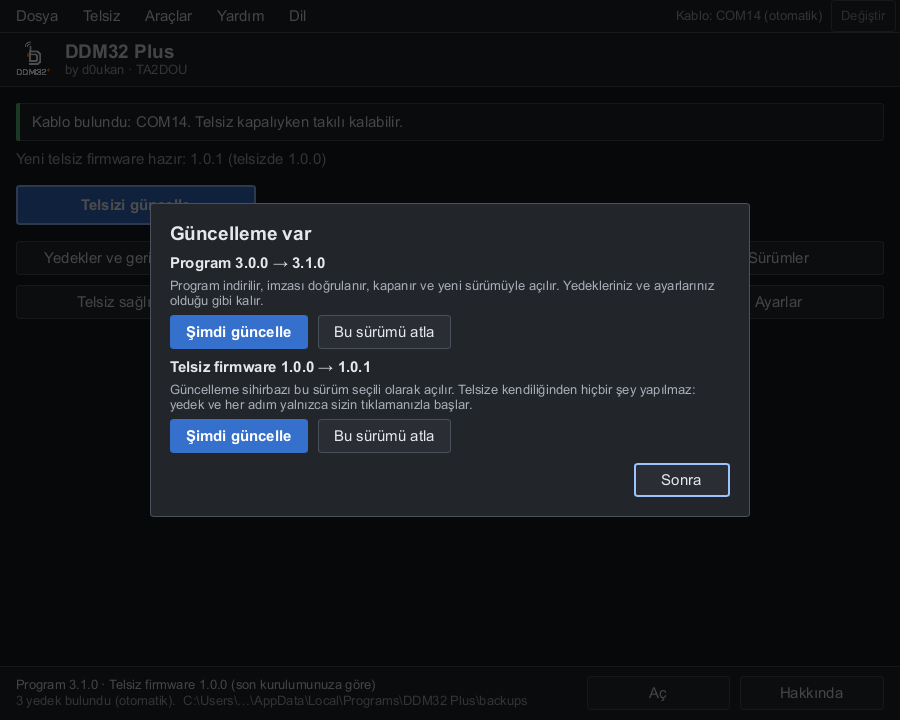 Dosya Telsiz Araçlar Yardım Dil Kablo: COM14 (otomatik) Değiştir
DDM32+ DDM32 Plus
by d0ukan · TA2DOU
Kablo bulundu: COM14. Telsiz kapalıyken takılı kalabilir.
Yeni telsiz firmware hazır: 1.0.1 (telsizde 1.0.0)
Telsizi güncelle
Güncelleme var
Yedekler ve geri Sürümler
Program 3.0.0 → 3.1.0
Program indirilir, imzası doğrulanır, kapanır ve yeni sürümüyle açılır. Yedekleriniz ve ayarlarınız
olduğu gibi kalır.
Telsiz sağlı Ayarlar
Şimdi güncelle Bu sürümü atla
Telsiz firmware 1.0.0 → 1.0.1
Güncelleme sihirbazı bu sürüm seçili olarak açılır. Telsize kendiliğinden hiçbir şey yapılmaz:
yedek ve her adım yalnızca sizin tıklamanızla başlar.
Şimdi güncelle Bu sürümü atla
Sonra
Program 3.1.0 · Telsiz firmware 1.0.0 (son kurulumunuza göre)
3 yedek bulundu (otomatik). C:\Users\...\AppData\Local\Programs\DDM32 Plus\backups
Aç Hakkında